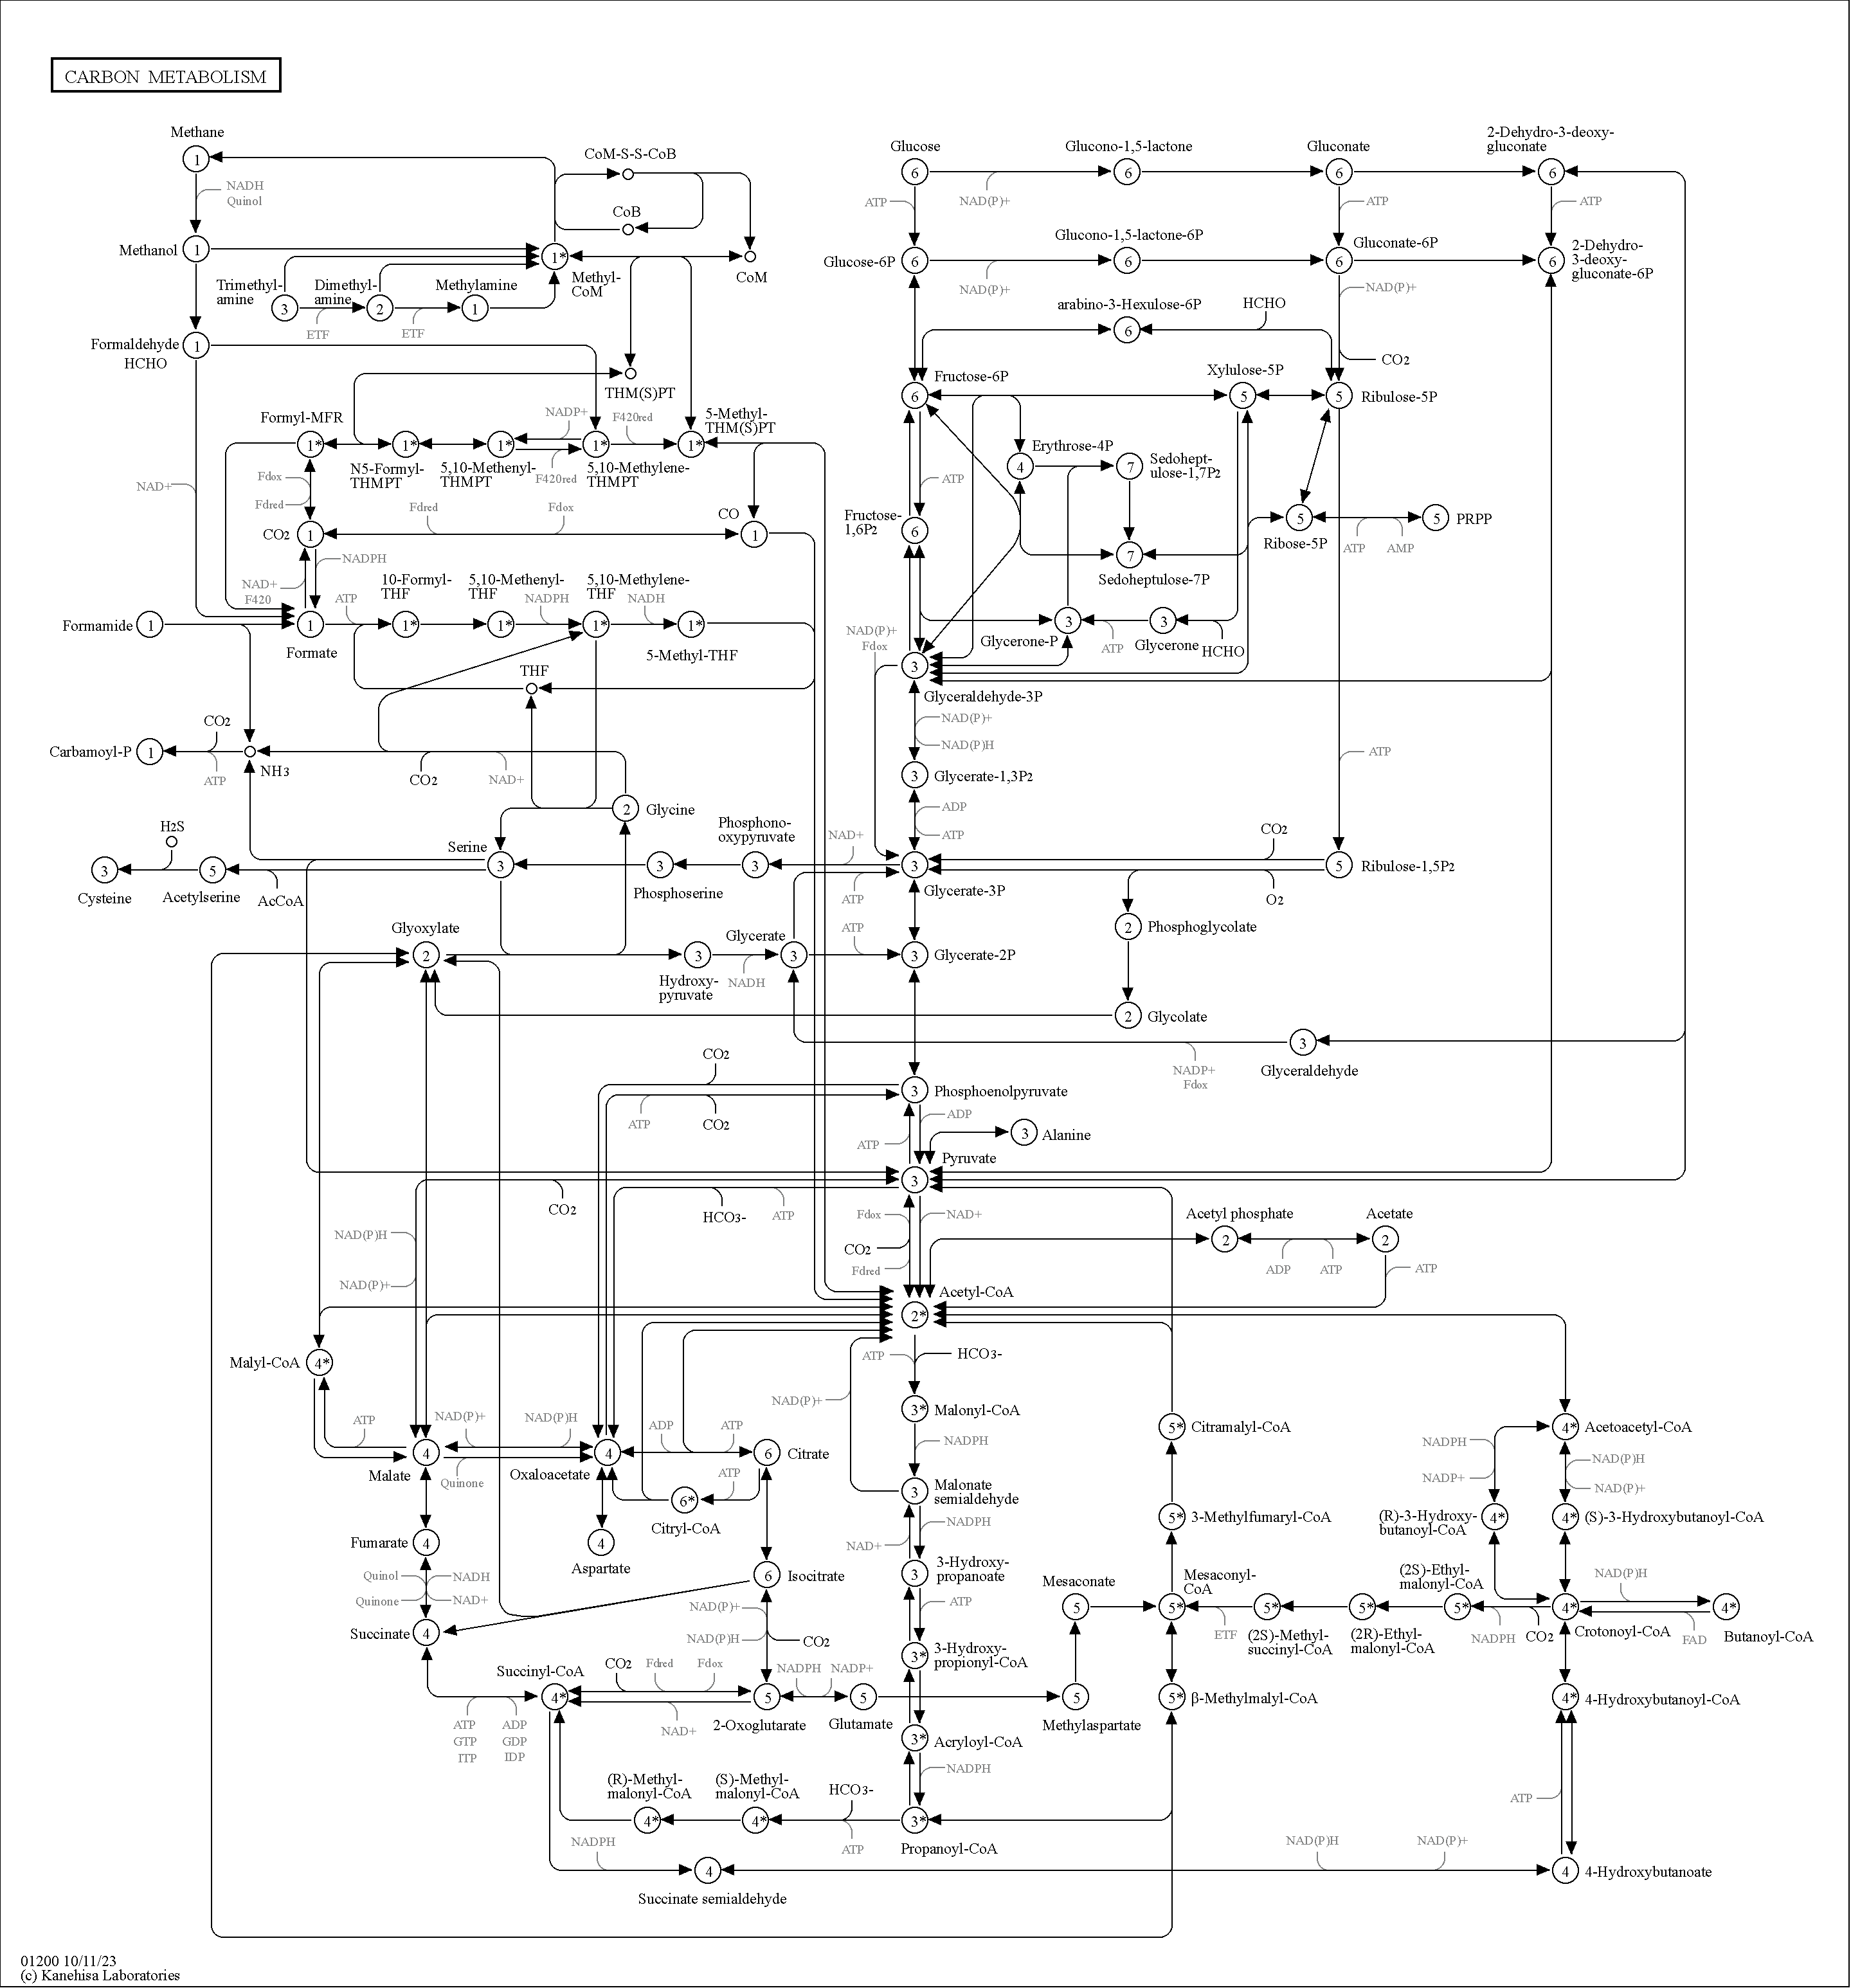 CARBON METABOLISM
Methane
1
NADH
Quinol
CoM-S-S-CoB
CoB
Methanol
1
1*
Methyl-
CoM
CoM
Trimethyl-
amine
3
Dimethyl-
amine
2
Methylamine
1
ETF
ETF
Formaldehyde
HCHO
1
THM(S)PT
Formyl-MFR
1*
N5-Formyl-
THMPT
1*
5,10-Methenyl-
THMPT
1*
NADP+
F420red
5,10-Methylene-
THMPT
1*
F420red
5-Methyl-
THM(S)PT
1*
NAD+
Fdox
Fdred
CO2
1
Fdred
Fdox
CO
1
NADPH
NAD+
F420
Formamide
1
Formate
1
ATP
10-Formyl-
THF
1*
5,10-Methenyl-
THF
1*
NADPH
5,10-Methylene-
THF
1*
NADH
5-Methyl-THF
1*
THF
Carbamoyl-P
1
CO2
ATP
NH3
CO2
NAD+
Glycine
2
H2S
Cysteine
3
Acetylserine
5
AcCoA
Serine
3
Phosphoserine
3
Phosphono-
oxypyruvate
3
NAD+
Glyoxylate
2
Hydroxy-
pyruvate
3
NADH
Glycerate
3
ATP
ATP
Glucose
6
NAD(P)+
Glucono-1,5-lactone
6
Gluconate
6
2-Dehydro-3-deoxy-
gluconate
6
ATP
ATP
ATP
Glucose-6P
6
NAD(P)+
Glucono-1,5-lactone-6P
6
Gluconate-6P
6
2-Dehydro-
3-deoxy-
gluconate-6P
6
NAD(P)+
arabino-3-Hexulose-6P
6
HCHO
CO2
Fructose-6P
6
Xylulose-5P
5
Ribulose-5P
5
Erythrose-4P
4
Sedohept-
ulose-1,7P2
7
ATP
Fructose-
1,6P2
6
Sedoheptulose-7P
7
Ribose-5P
5
ATP
AMP
PRPP
5
Glycerone-P
3
ATP
Glycerone
3
HCHO
NAD(P)+
Fdox
Glyceraldehyde-3P
3
NAD(P)+
NAD(P)H
Glycerate-1,3P2
3
ADP
ATP
ATP
Glycerate-3P
3
CO2
O2
Ribulose-1,5P2
5
Phosphoglycolate
2
Glycerate-2P
3
Glycolate
2
Glyceraldehyde
3
NADP+
Fdox
CO2
ATP
CO2
Phosphoenolpyruvate
3
ADP
ATP
Alanine
3
Pyruvate
3
CO2
HCO3-
ATP
NAD(P)H
NAD(P)+
Fdox
CO2
Fdred
NAD+
Acetyl phosphate
2
ADP
ATP
Acetate
2
ATP
Acetyl-CoA
2*
Malyl-CoA
4*
ATP
Malate
4
NAD(P)+
NAD(P)H
Quinone
Oxaloacetate
4
ADP
ATP
Citrate
6
ATP
Citryl-CoA
6*
Aspartate
4
Fumarate
4
Quinol
Quinone
NADH
NAD+
Succinate
4
Isocitrate
6
NAD(P)+
NAD(P)H
CO2
Succinyl-CoA
4*
CO2
Fdred
Fdox
NAD+
2-Oxoglutarate
5
NADPH
NADP+
Glutamate
5
ATP
GTP
ITP
ADP
GDP
IDP
ATP
HCO3-
NAD(P)+
Malonyl-CoA
3*
NADPH
Malonate
semialdehyde
3
NADPH
NAD+
3-Hydroxy-
propanoate
3
ATP
3-Hydroxy-
propionyl-CoA
3*
Acryloyl-CoA
3*
NADPH
Propanoyl-CoA
3*
HCO3-
ATP
(S)-Methyl-
malonyl-CoA
4*
(R)-Methyl-
malonyl-CoA
4*
NADPH
Succinate semialdehyde
4
NAD(P)H
NAD(P)+
4-Hydroxybutanoate
4
Citramalyl-CoA
5*
3-Methylfumaryl-CoA
5*
Mesaconate
5
Mesaconyl-
CoA
5*
ETF
(2S)-Methyl-
succinyl-CoA
5*
(2R)-Ethyl-
malonyl-CoA
5*
(2S)-Ethyl-
malonyl-CoA
5*
NADPH
CO2
Crotonoyl-CoA
4*
NAD(P)H
FAD
Butanoyl-CoA
4*
Methylaspartate
5
β-Methylmalyl-CoA
5*
Acetoacetyl-CoA
4*
NADPH
NADP+
NAD(P)H
NAD(P)+
(R)-3-Hydroxy-
butanoyl-CoA
4*
(S)-3-Hydroxybutanoyl-CoA
4*
4-Hydroxybutanoyl-CoA
4*
ATP
01200 10/11/23
(c) Kanehisa Laboratories